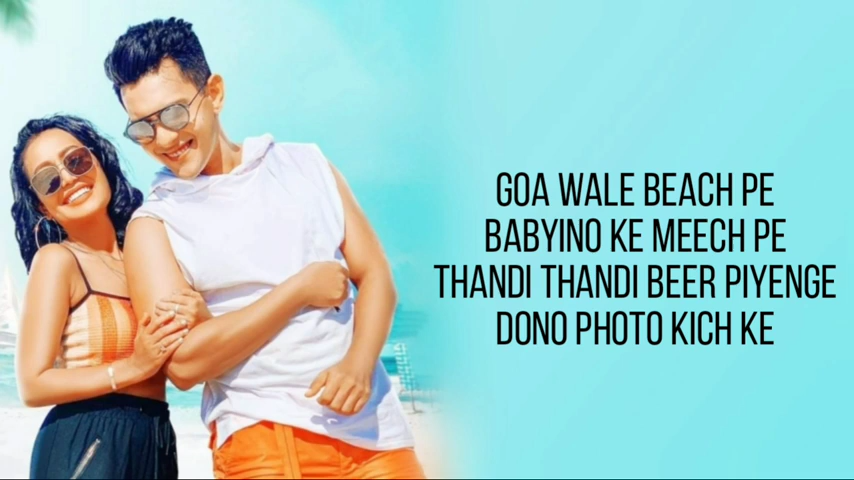 GOA WALE BEACH PE
BABYINO KE MEECH PE
THANDI THANDI BEER PIYENGE
DONO PHOTO KICH KE